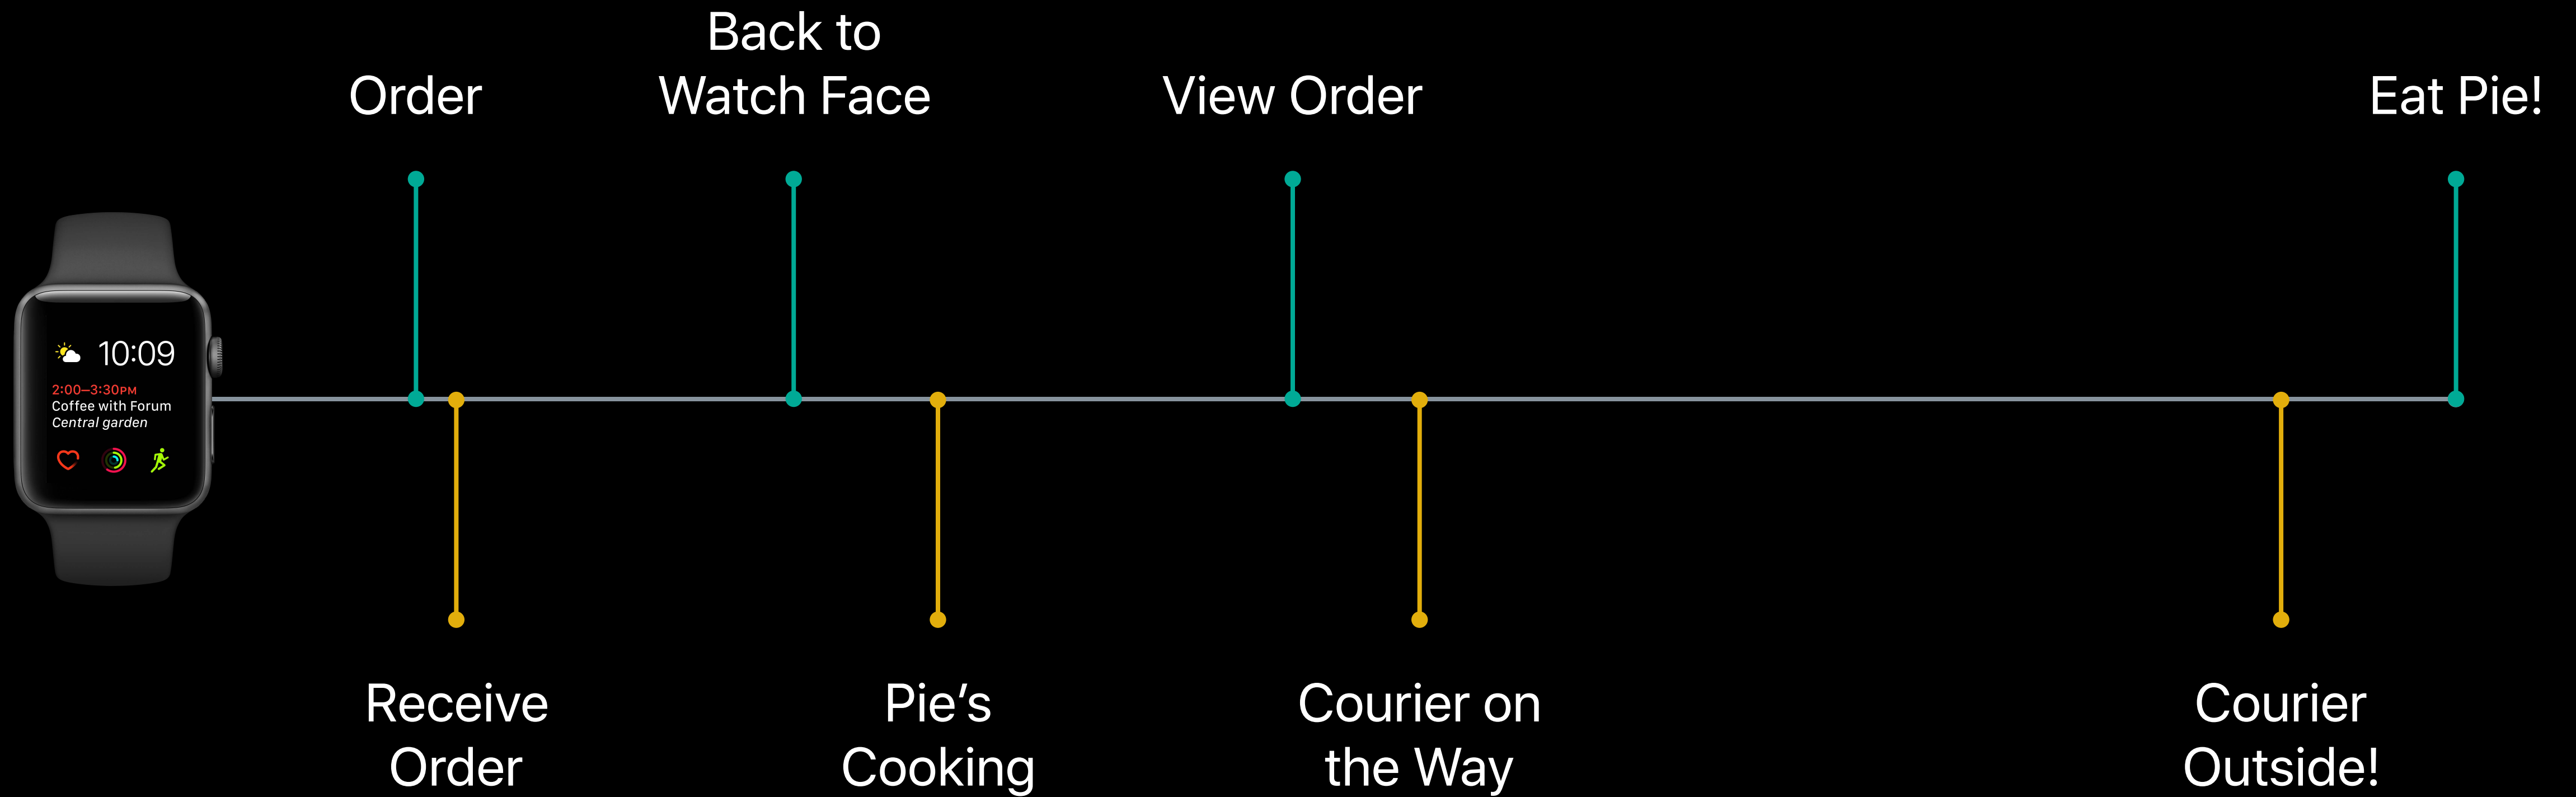 Back to
Order
Watch Face
View Order
Eat Pie!
10:09
2:00–3:30PM
Coffee with Forum
Central garden
Receive
Order
Pie’s
Cooking
Courier on
the Way
Courier
Outside!